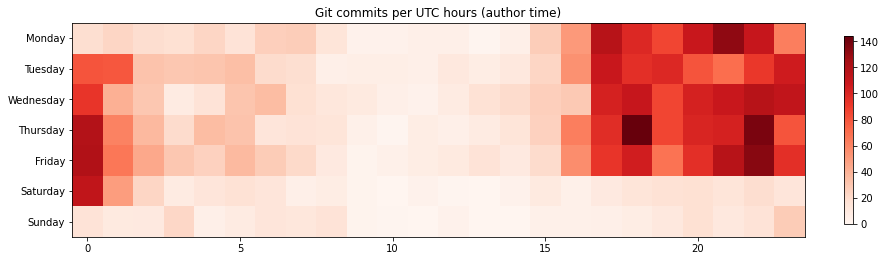 Git commits per UTC hours (author time)
Monday
Tuesday
Wednesday
Thursday
Friday
Saturday
Sunday
0 5 10 15 20
140
120
100
80
60
40
20
0